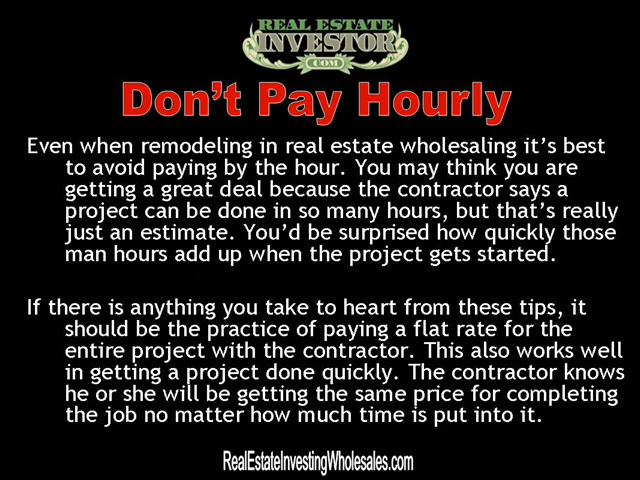 REAL ESTATE
INVESTOR
COM
Don't Pay Hourly
Even when remodeling in real estate wholesaling it's best
to avoid paying by the hour. You may think you are
getting a great deal because the contractor says a
project can be done in so many hours, but that's really
just an estimate. You'd be surprised how quickly those
man hours add up when the project gets started.
If there is anything you take to heart from these tips, it
should be the practice of paying a flat rate for the
entire project with the contractor. This also works well
in getting a project done quickly. The contractor knows
he or she will be getting the same price for completing
the job no matter how much time is put into it.
RealEstateInvestingWholesales.com